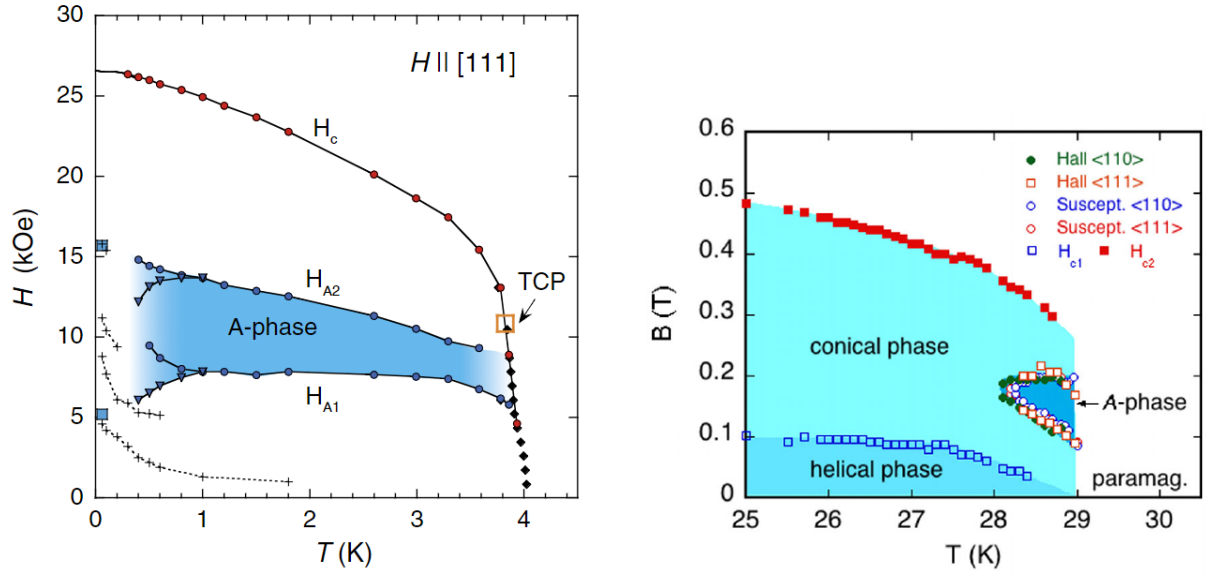 30
25
20
15
10
5
0
H (kOe)
H || [111]
H_c
TCP
H_A2
A-phase
H_A1
0
1
2
3
4
T (K)
0.6
0.5
0.4
0.3
0.2
0.1
0
B (T)
Hall <110>
Hall <111>
Suscept. <110>
Suscept. <111>
H_c1 H_c2
conical phase
A-phase
helical phase
paramag.
25
26
27
28
29
30
T (K)